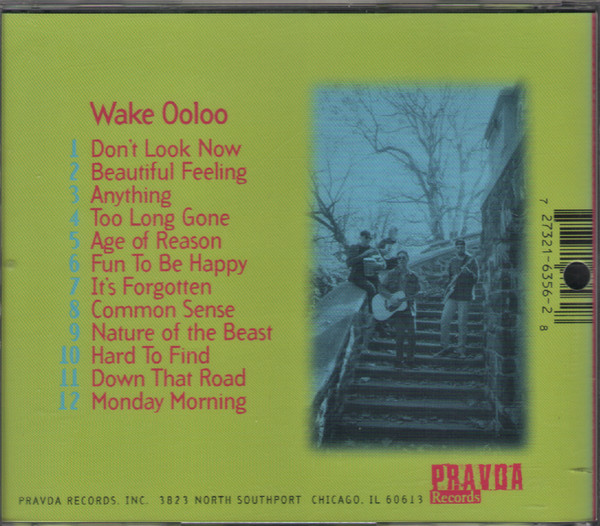 Wake Ooloo
1 Don't Look Now
2 Beautiful Feeling
3 Anything
4 Too Long Gone
5 Age of Reason
6 Fun To Be Happy
7 It's Forgotten
8 Common Sense
9 Nature of the Beast
10 Hard To Find
11 Down That Road
12 Monday Morning
7 27321-6356-2 8
PRAVDA
Records
PRAVDA RECORDS, INC. 3823 NORTH SOUTHPORT CHICAGO, IL 60613